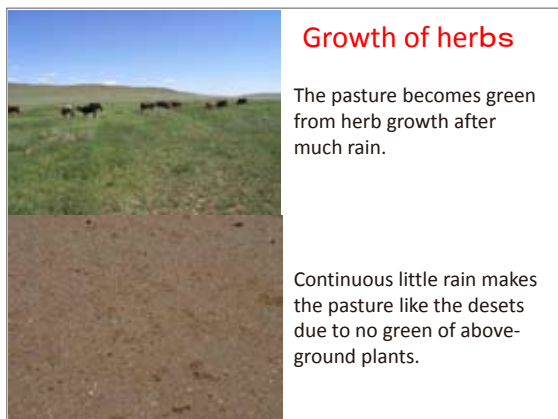 Growth of herbs
The pasture becomes green
from herb growth after
much rain.
Continuous little rain makes
the pasture like the desets
due to no green of above-
ground plants.